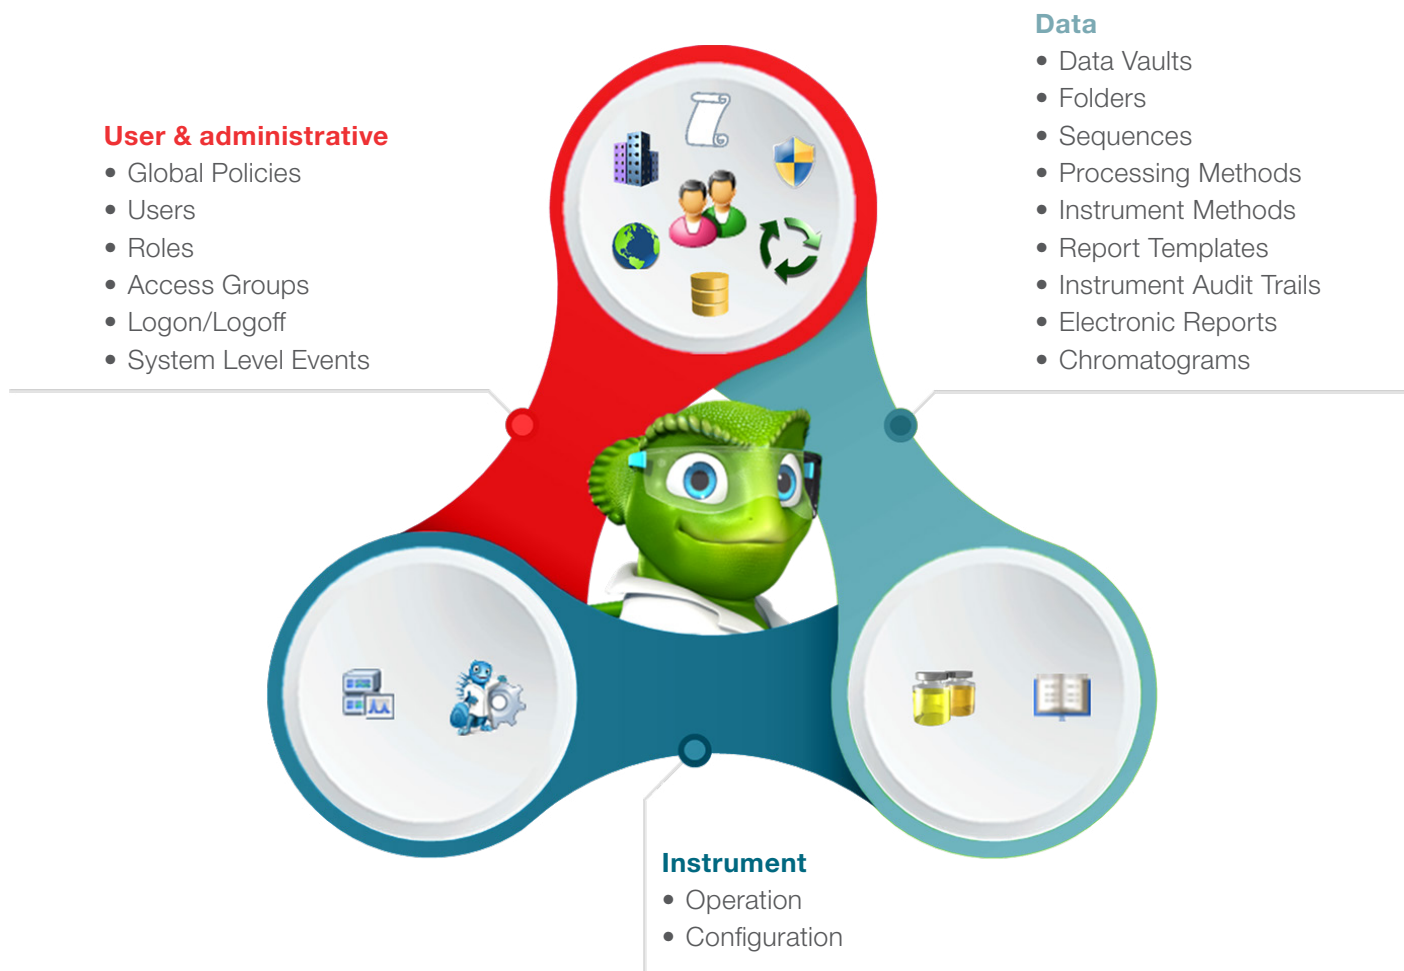 User & administrative
• Global Policies
• Users
• Roles
• Access Groups
• Logon/Logoff
• System Level Events
Data
• Data Vaults
• Folders
• Sequences
• Processing Methods
• Instrument Methods
• Report Templates
• Instrument Audit Trails
• Electronic Reports
• Chromatograms
Instrument
• Operation
• Configuration